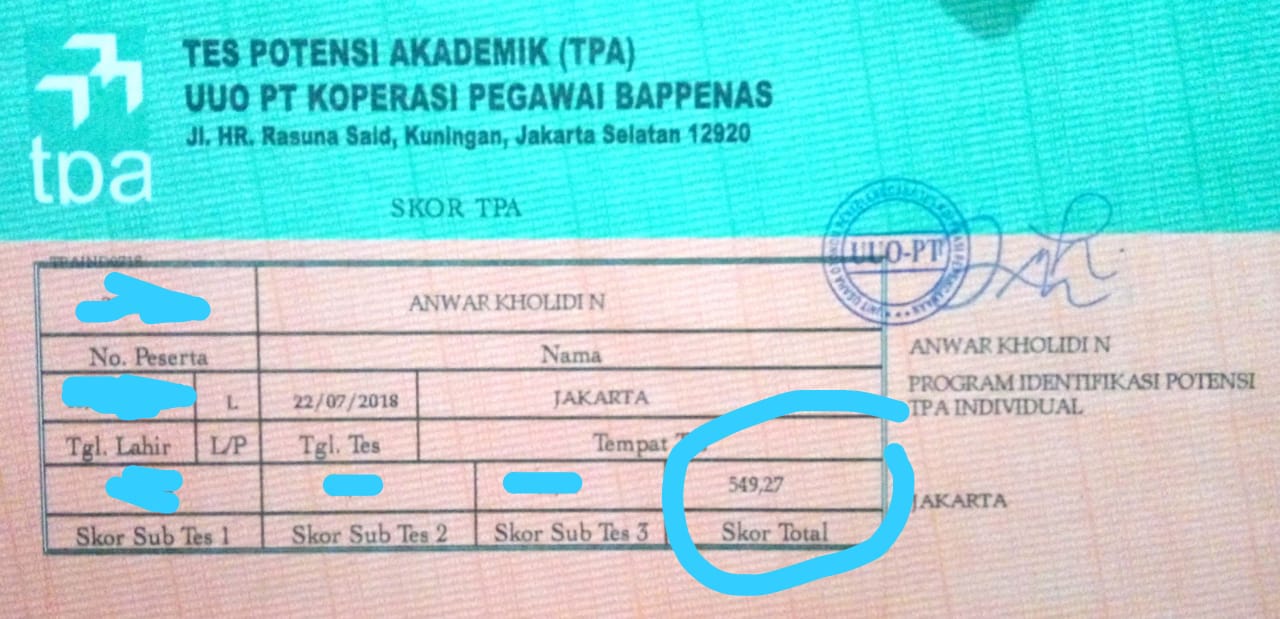 TES POTENSI AKADEMIK (TPA)
UUO PT KOPERASI PEGAWAI BAPPENAS
Jl. HR. Rasuna Said, Kuningan, Jakarta Selatan 12920
tpa
SKOR TPA
UUO-PT
TPAIND0718
ANWAR KHOLIDI N
No. Peserta Nama
L 22/07/2018 JAKARTA
Tgl. Lahir L/P Tgl. Tes Tempat
549,27
Skor Sub Tes 1 Skor Sub Tes 2 Skor Sub Tes 3 Skor Total
ANWAR KHOLIDI N
PROGRAM IDENTIFIKASI POTENSI
TPA INDIVIDUAL
JAKARTA